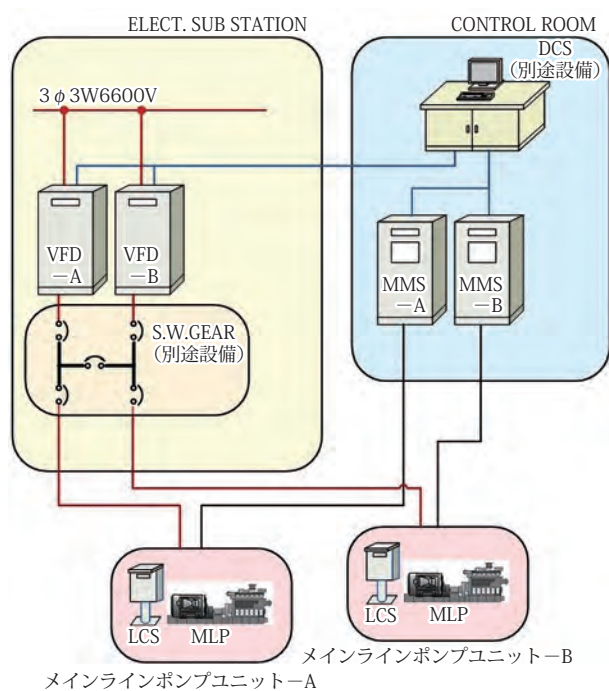 ELECT. SUB STATION
CONTROL ROOM
DCS
(別途設備)
3φ3W6600V
VFD
－A
VFD
－B
MMS
－A
MMS
－B
S.W.GEAR
(別途設備)
LCS
MLP
LCS
MLP
メインラインポンプユニット－B
メインラインポンプユニット－A